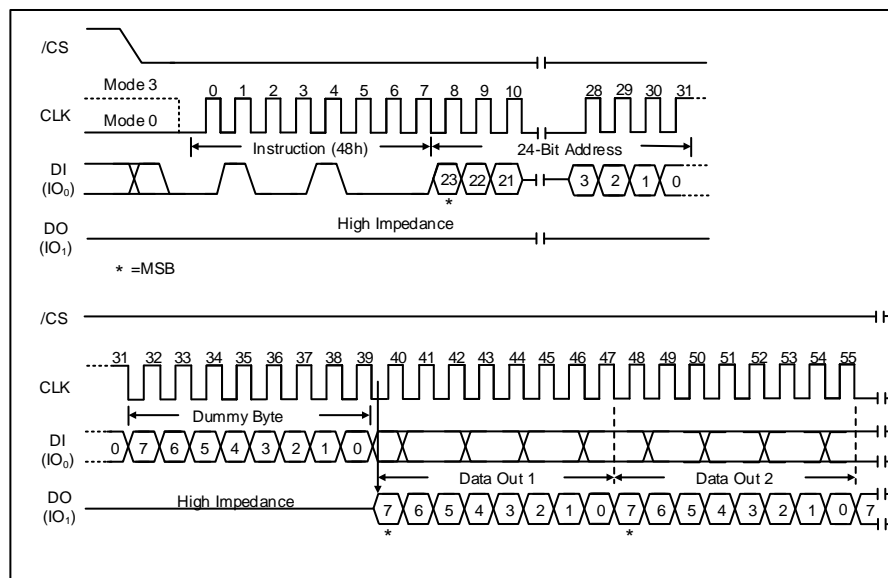 /CS
Mode 3
0 1 2 3 4 5 6 7 8 9 10 28 29 30 31
CLK
Mode 0
Instruction (48h) 24-Bit Address
DI
(IO0)
23 22 21 3 2 1 0
*
DO
(IO1)
High Impedance
* =MSB
/CS
31 32 33 34 35 36 37 38 39 40 41 42 43 44 45 46 47 48 49 50 51 52 53 54 55
CLK
Dummy Byte
DI
(IO0)
0 7 6 5 4 3 2 1 0
Data Out 1 Data Out 2
DO
(IO1)
High Impedance
7 6 5 4 3 2 1 0 7 6 5 4 3 2 1 0 7
* *